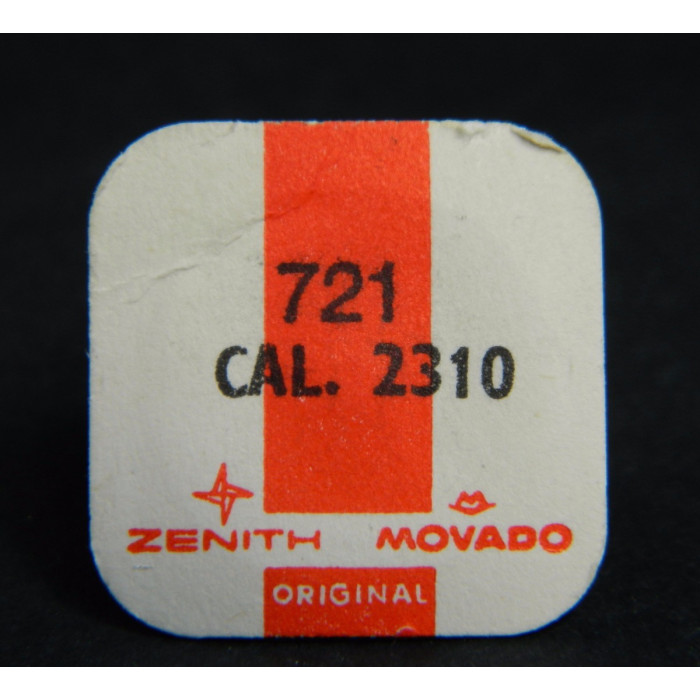 721
CAL. 2310
ZENITH MOVADO
ORIGINAL